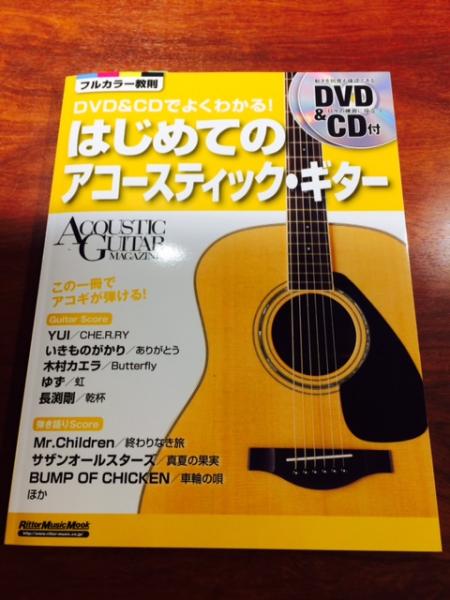 フルカラー教則
DVD&CDでよくわかる!
はじめての
アコースティック・ギター
DVD
&CD付
ACOUSTIC
GUITAR
MAGAZINE
この一冊で
アコギが弾ける!
Guitar Score
YUI/CHE.R.RY
いきものがかり/ありがとう
木村カエラ/Butterfly
ゆず/虹
長渕剛/乾杯
弾き語りScore
Mr.Children/終わりなき旅
サザンオールスターズ/真夏の果実
BUMP OF CHICKEN/車輪の唄
ほか
Rittor Music Mook
http://www.rittor-music.co.jp/